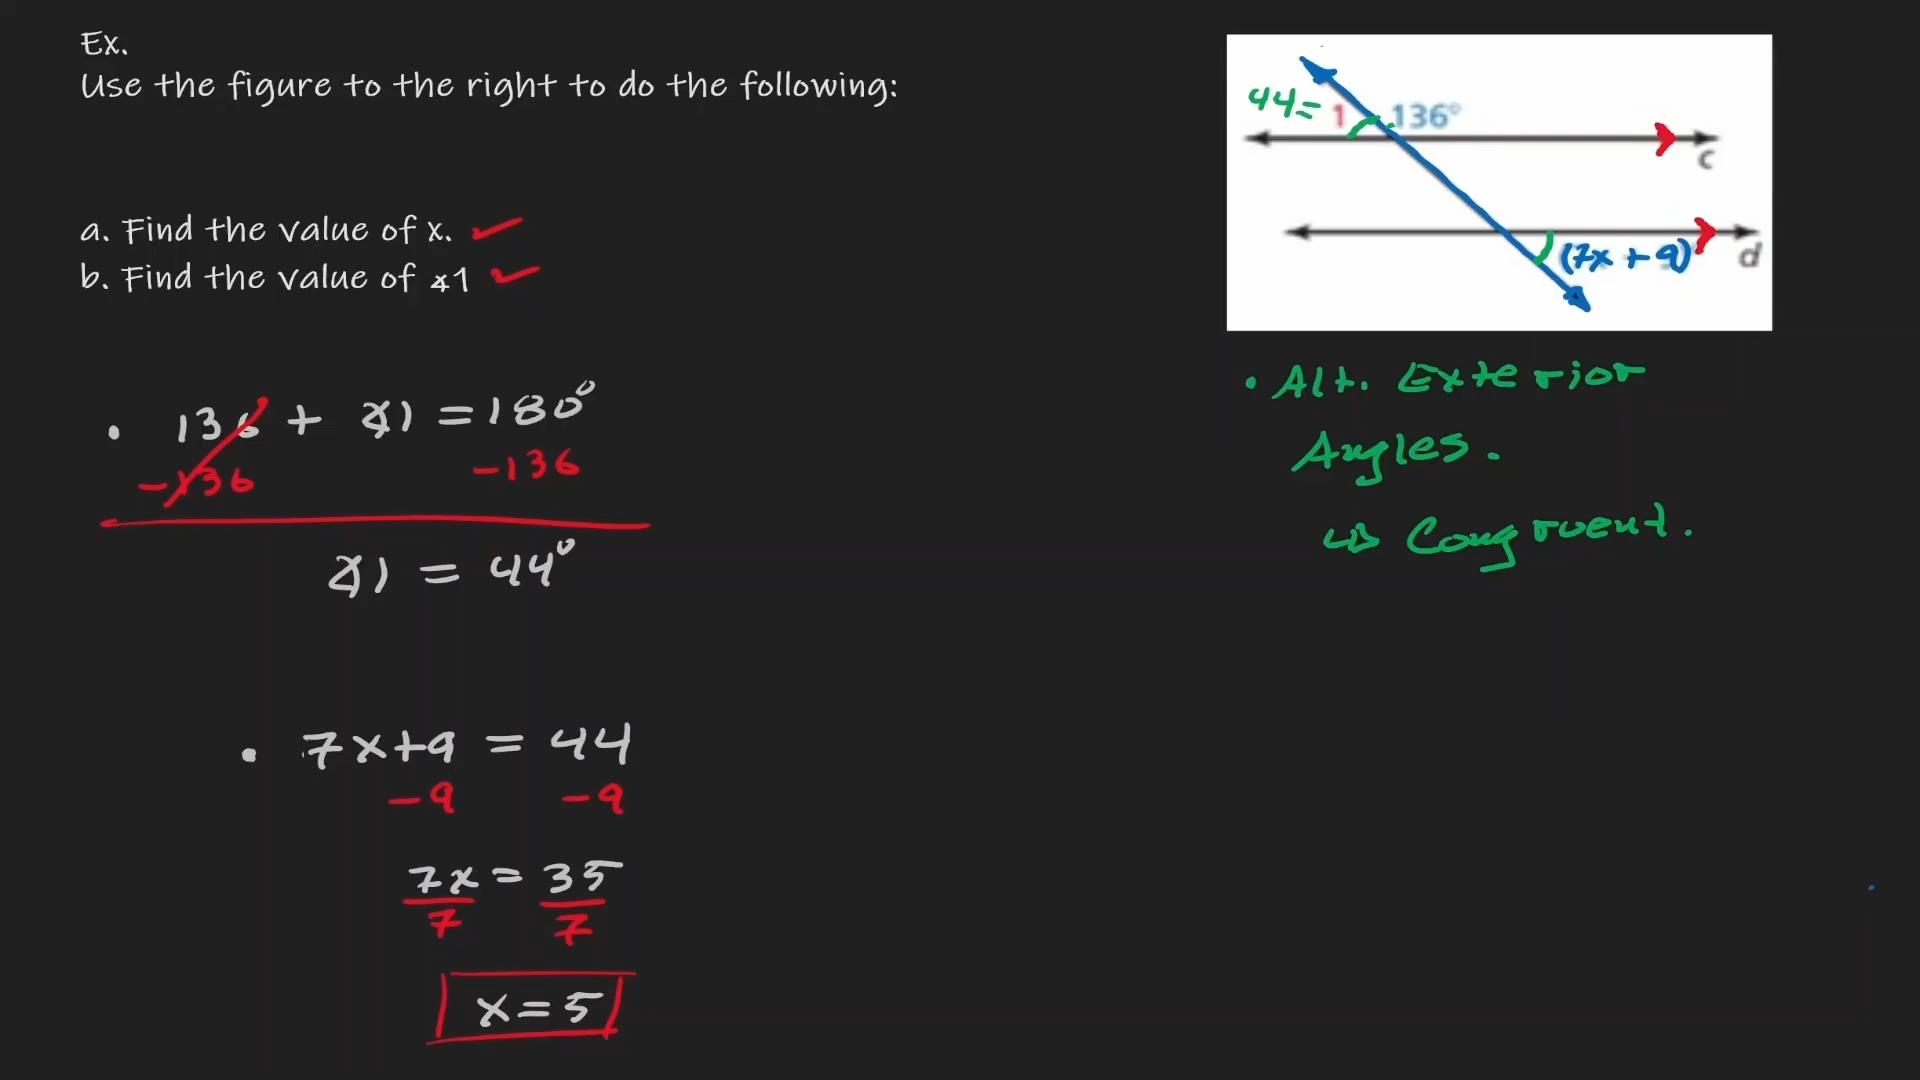 Ex.
Use the figure to the right to do the following:
a. Find the value of x.
b. Find the value of ∡1
44= 1 136°
c
(7x + 9)
d
• Alt. Exterior
Angles.
↳ Congruent.
• 136 + ∡1 = 180°
-136 -136
∡1 = 44°
• 7x+9 = 44
-9 -9
7x = 35
7 7
x = 5